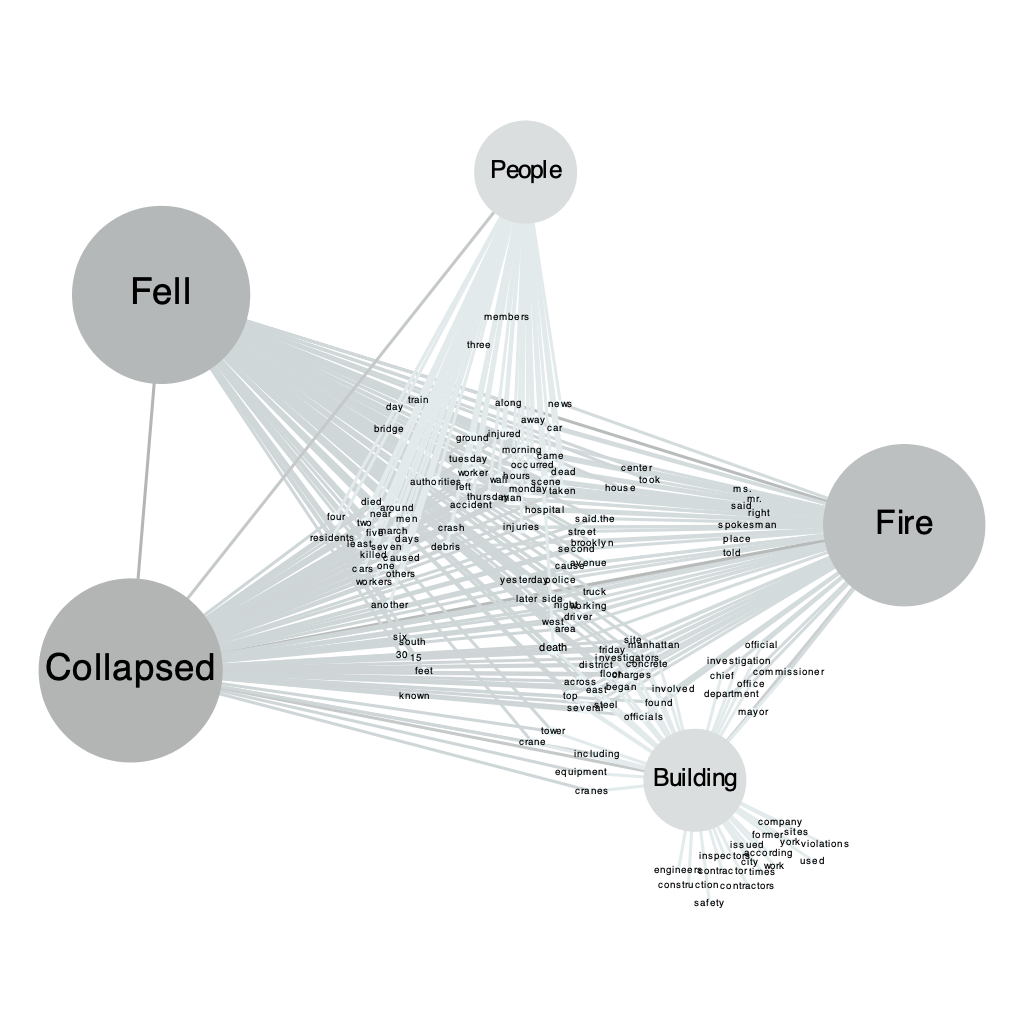 People
Fell
members
three
day
train
along
news
bridge
away
car
ground
injured
morning
tuesday
came
occurred
worker
wall
hours
dead
center
authorities
left
scene
took
monday
taken
house
thursday
man
ms.
mr.
died
around
accident
hospital
said
right
four
near
men
said.the
spokesman
Fire
two
crash
injuries
street
five
march
residents
days
brooklyn
place
least
seven
debris
second
told
killed
caused
cause
avenue
cars
one
others
workers
yesterday
police
truck
another
later
side
night
working
driver
west
area
six
south
death
site
manhattan
official
30
15
friday
investigators
investigation
Collapsed
feet
district
concrete
chief
commissioner
floor
charges
across
east
began
involved
office
department
known
top
steel
found
several
officials
mayor
tower
crane
including
equipment
Building
cranes
company
former
sites
issued
york
violations
inspectors
according
city
work
used
engineers
contractor
times
construction
contractors
safety